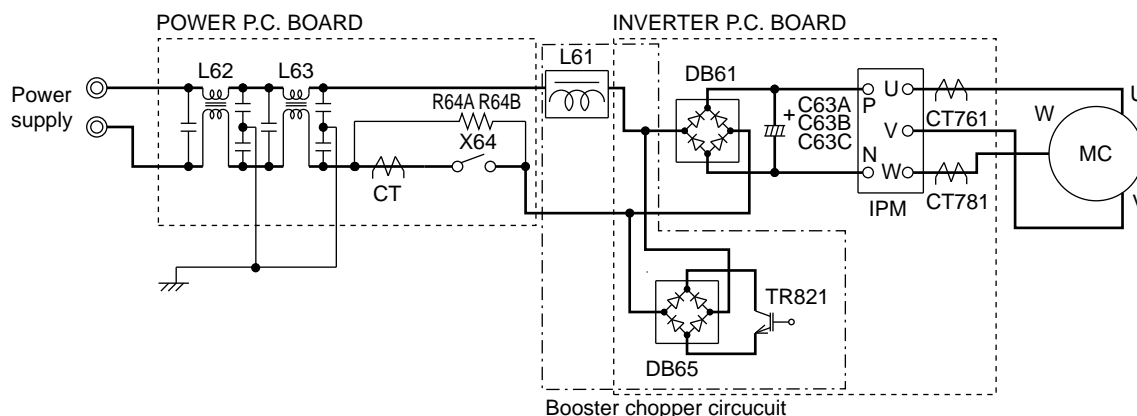 POWER P.C. BOARD
INVERTER P.C. BOARD
L61
L62
L63
DB61
Power
supply
R64A R64B
X64
CT
+
C63A
C63B
C63C
P
U
V
N
W
IPM
CT761
CT781
W
U
MC
V
TR821
DB65
Booster chopper circucuit